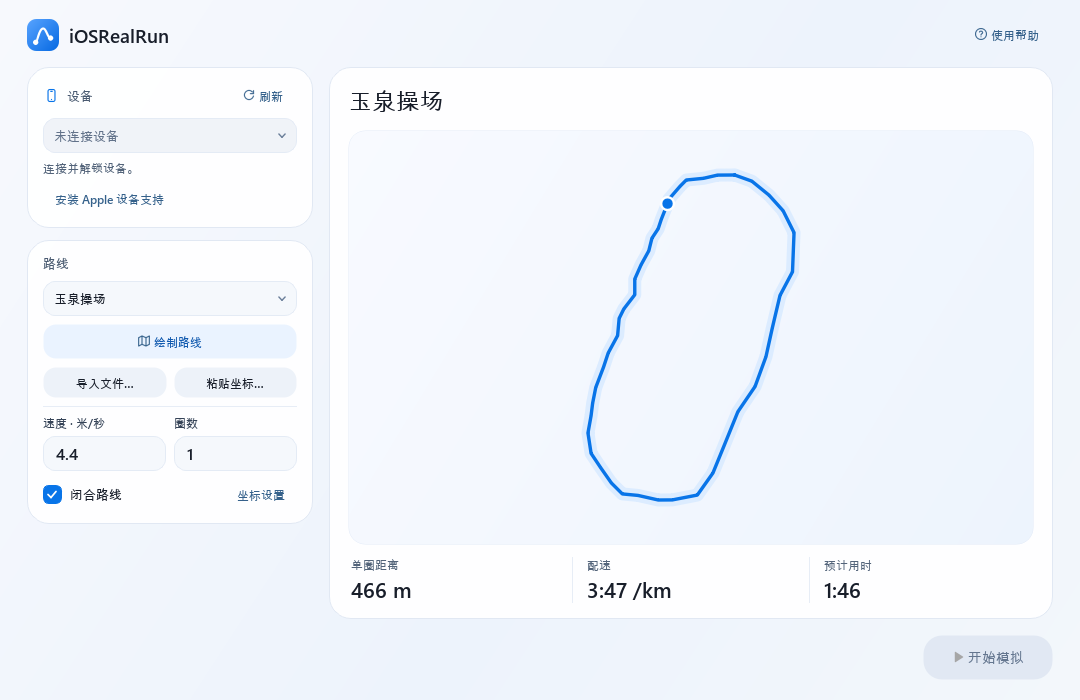 iOSRealRun
使用帮助
设备
刷新
未连接设备
连接并解锁设备。
安装 Apple 设备支持
路线
玉泉操场
绘制路线
导入文件...
粘贴坐标...
速度 · 米/秒
圈数
4.4
1
闭合路线
坐标设置
玉泉操场
单圈距离
配速
预计用时
466 m
3:47 /km
1:46
开始模拟